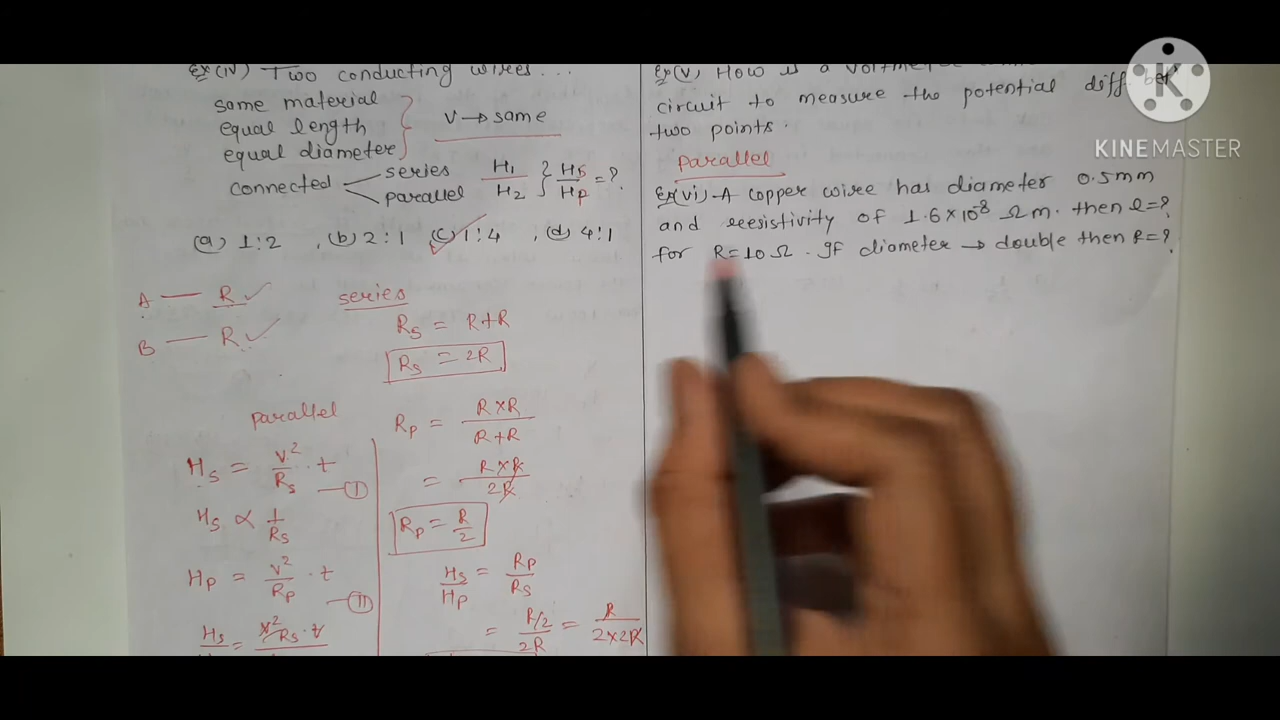 Ex(iv) Two conducting wires...
same material
equal length
equal diameter
V → same
connected
series
parallel
H1/H2
HS/HP = ?
(a) 1:2 , (b) 2:1 , (c) 1:4 , (d) 4:1
A — R
B — R
series
RS = R+R
RS = 2R
parallel
RP = R×R/R+R
= R×R/2R
RP = R/2
HS = V²/RS · t —(I)
HS ∝ 1/RS
HP = V²/RP · t —(II)
HS/HP = RP/RS
= R/2/2R = R/2×2R
Ex(v) How is a
circuit to measure the potential diff bet
two points.
Parallel
Ex(vi) - A copper wire has diameter 0.5mm
and reesistivity of 1.6×10⁻⁸ Ωm. then l=?
for R=10Ω. If diameter → double then R=?
KINEMASTER